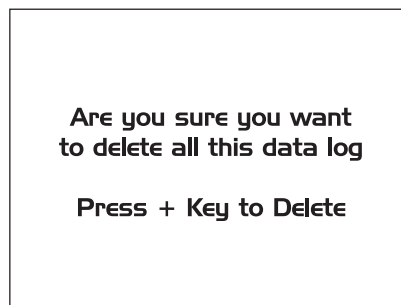 Are you sure you want
to delete all this data log
Press + Key to Delete